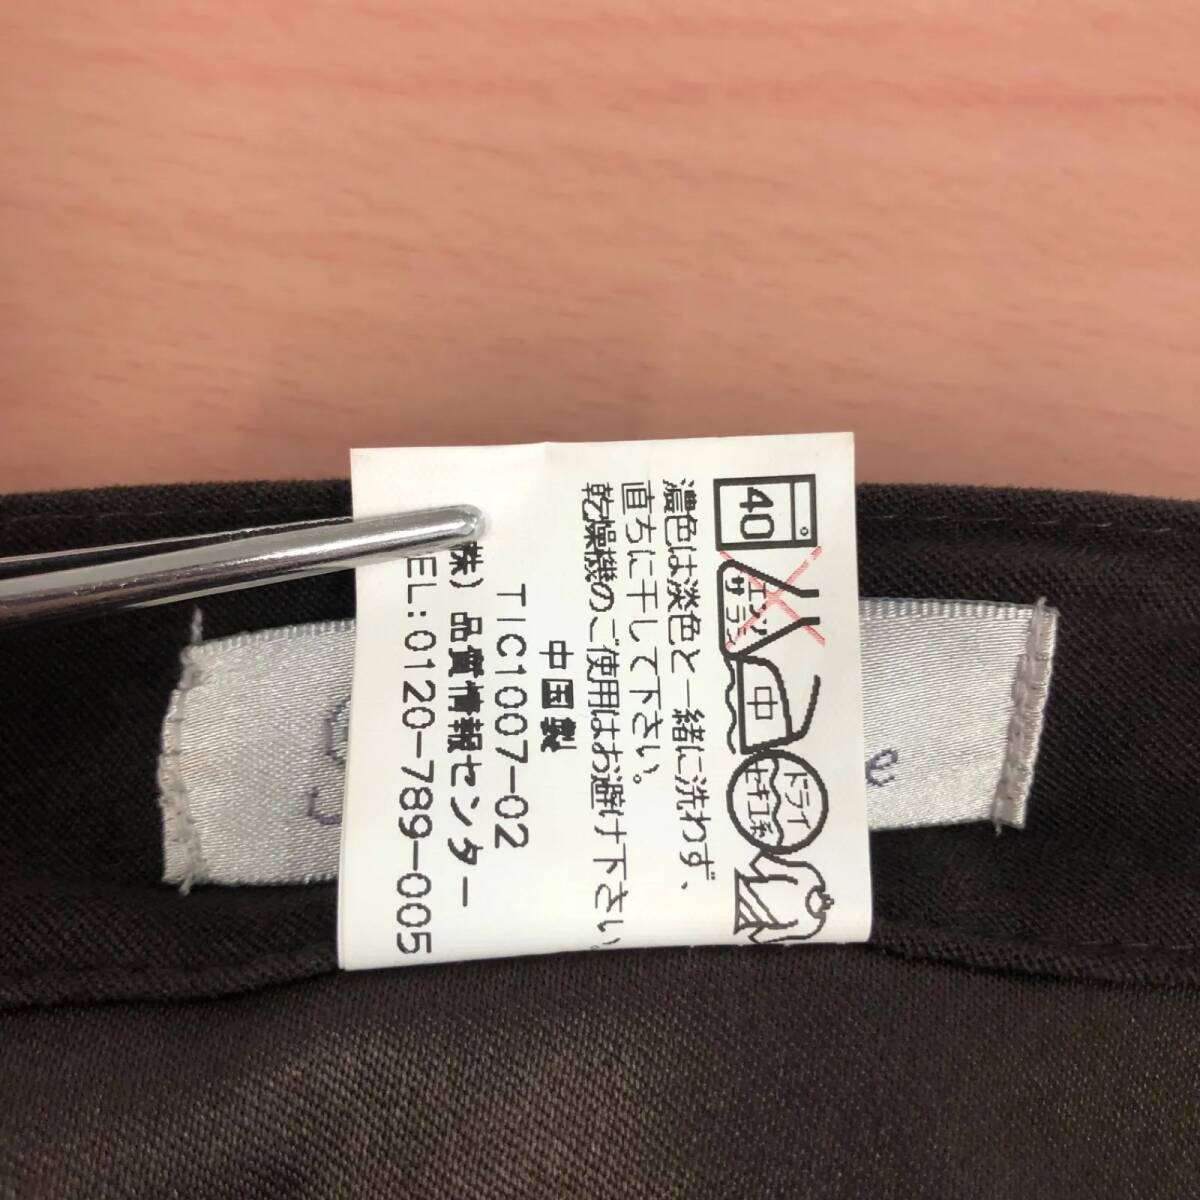 40
エンソ
サラシ
中
ドライ
セキユ系
濃色は淡色と一緒に洗わず、
直ちに干して下さい。
乾燥機のご使用はお避け下さい。
中国製
TIC1007-02
株）品質情報センター
EL:0120-789-005
e